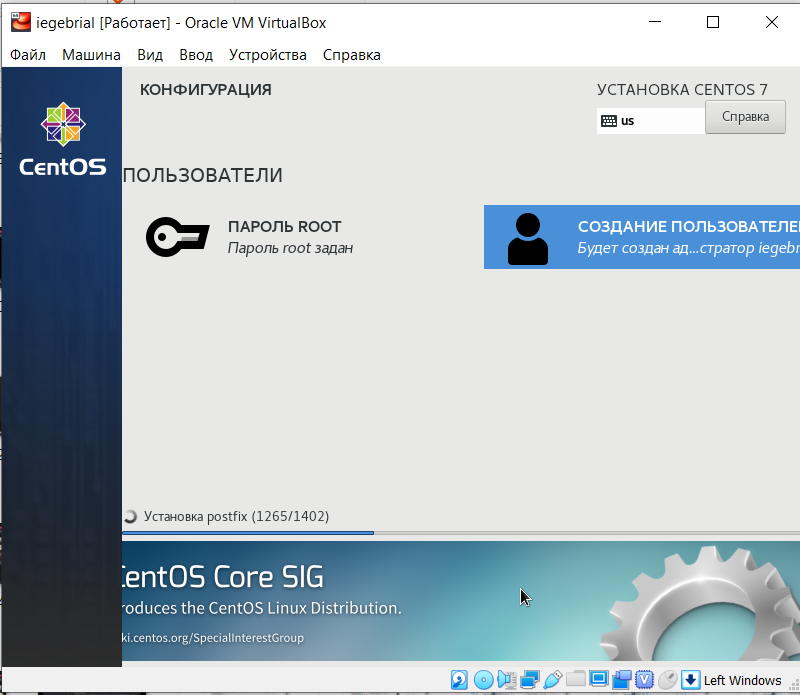 iegebrial [Работает] - Oracle VM VirtualBox
Файл Машина Вид Ввод Устройства Справка
CentOS
КОНФИГУРАЦИЯ
УСТАНОВКА CENTOS 7
us
Справка
ПОЛЬЗОВАТЕЛИ
ПАРОЛЬ ROOT
Пароль root задан
СОЗДАНИЕ ПОЛЬЗОВАТЕЛЕ
Будет создан ад...стратор iegebr
Установка postfix (1265/1402)
CentOS Core SIG
roduces the CentOS Linux Distribution.
ki.centos.org/SpecialInterestGroup
V
Left Windows